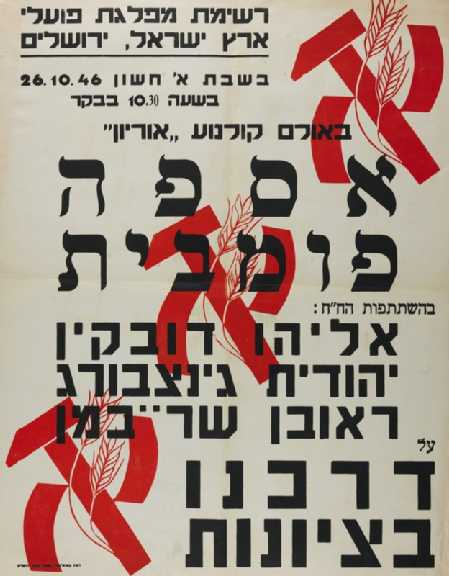 רשימת מפלגת פועלי
ארץ ישראל, ירושלים
בשבת א' חשון 26.10.46
בשעה 10.30 בבקר
באולם קולנוע „אוריון"
אספה
פומבית
בהשתתפות הח"ח:
אליהו דובקין
יהודית גינצבורג
ראובן שרייבמן
על
דרכנו
בציונות